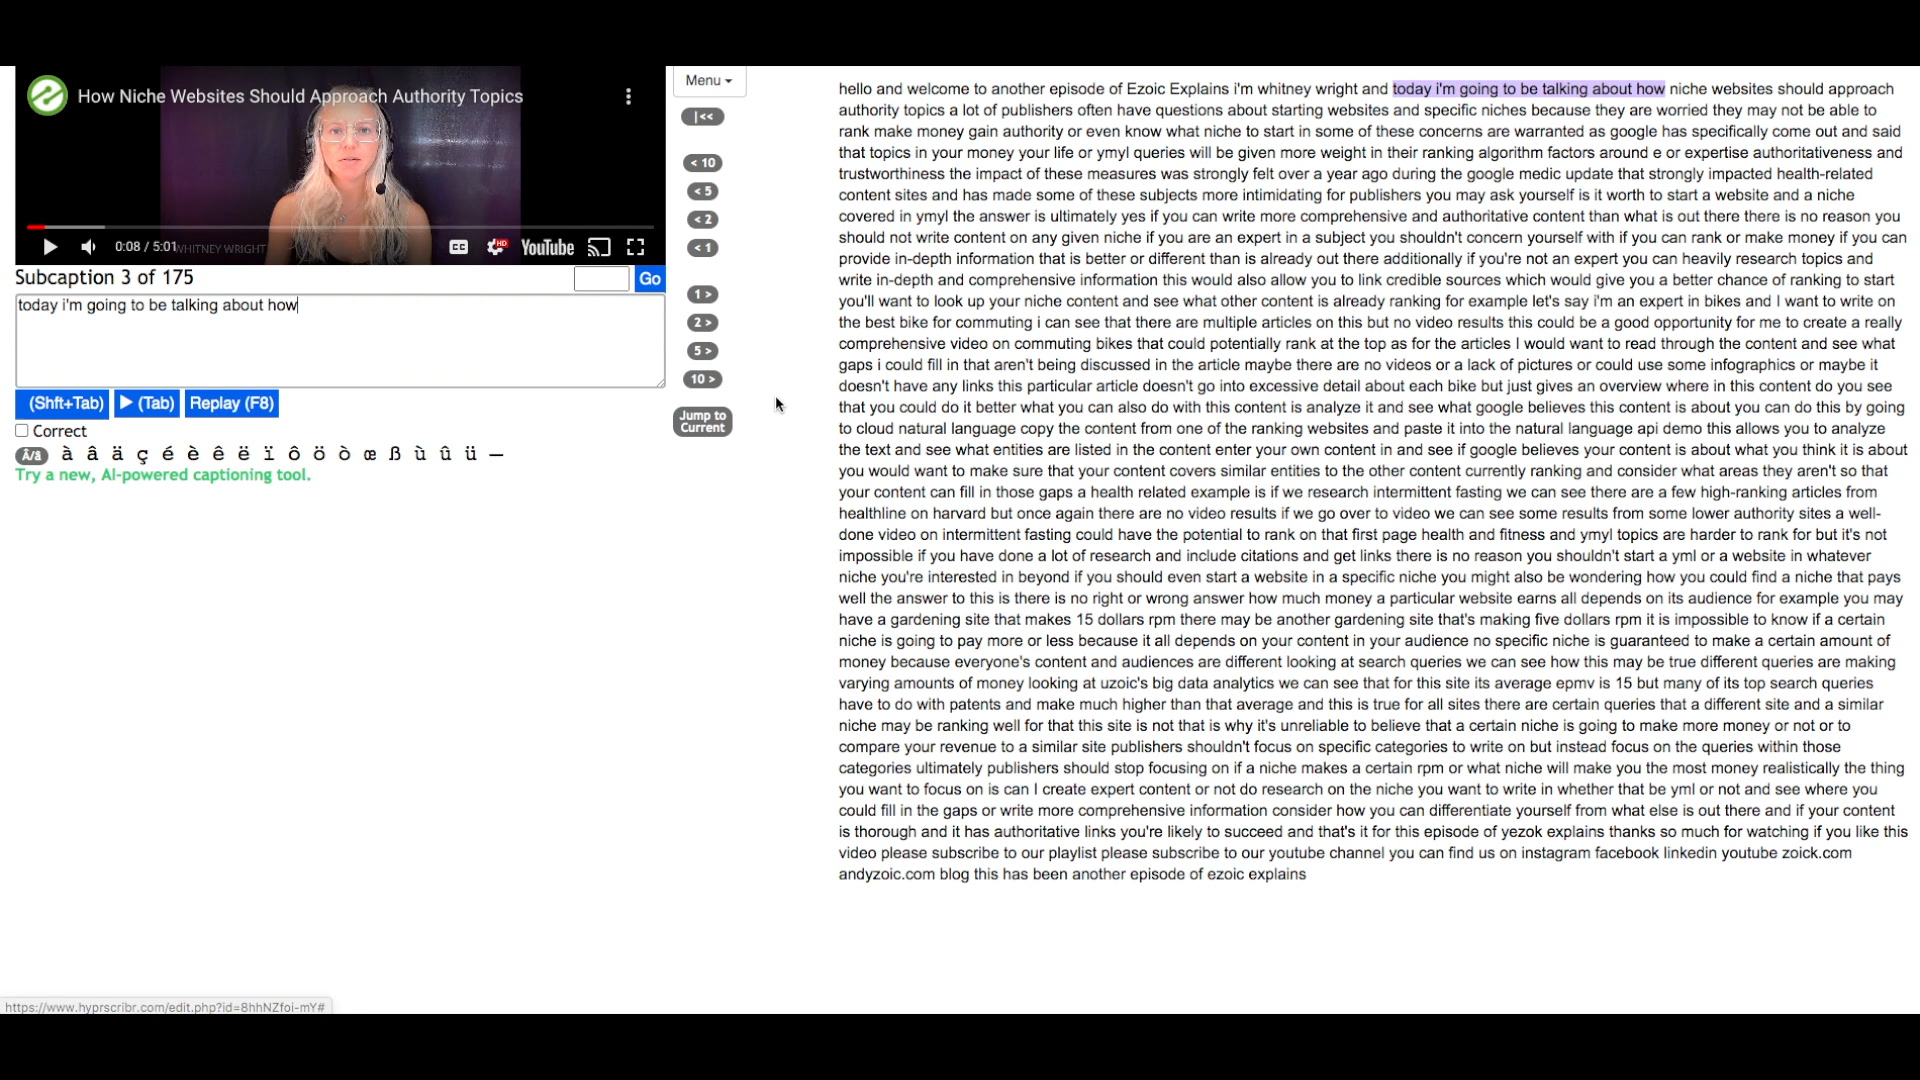 How Niche Websites Should Approach Authority Topics
0:08 / 5:01
WHITNEY WRIGHT
CC
HD
YouTube
Subcaption 3 of 175
Go
today i'm going to be talking about how
(Shft+Tab)
(Tab)
Replay (F8)
Correct
Â/â à â ä ç é è ê ë ï ô ö ò œ ß ù û ü —
Try a new, AI-powered captioning tool.
Menu
|<<
< 10
< 5
< 2
< 1
1 >
2 >
5 >
10 >
Jump to
Current
hello and welcome to another episode of Ezoic Explains i'm whitney wright and today i'm going to be talking about how niche websites should approach
authority topics a lot of publishers often have questions about starting websites and specific niches because they are worried they may not be able to
rank make money gain authority or even know what niche to start in some of these concerns are warranted as google has specifically come out and said
that topics in your money your life or ymyl queries will be given more weight in their ranking algorithm factors around e or expertise authoritativeness and
trustworthiness the impact of these measures was strongly felt over a year ago during the google medic update that strongly impacted health-related
content sites and has made some of these subjects more intimidating for publishers you may ask yourself is it worth to start a website and a niche
covered in ymyl the answer is ultimately yes if you can write more comprehensive and authoritative content than what is out there there is no reason you
should not write content on any given niche if you are an expert in a subject you shouldn't concern yourself with if you can rank or make money if you can
provide in-depth information that is better or different than is already out there additionally if you're not an expert you can heavily research topics and
write in-depth and comprehensive information this would also allow you to link credible sources which would give you a better chance of ranking to start
you'll want to look up your niche content and see what other content is already ranking for example let's say i'm an expert in bikes and I want to write on
the best bike for commuting i can see that there are multiple articles on this but no video results this could be a good opportunity for me to create a really
comprehensive video on commuting bikes that could potentially rank at the top as for the articles I would want to read through the content and see what
gaps i could fill in that aren't being discussed in the article maybe there are no videos or a lack of pictures or could use some infographics or maybe it
doesn't have any links this particular article doesn't go into excessive detail about each bike but just gives an overview where in this content do you see
that you could do it better what you can also do with this content is analyze it and see what google believes this content is about you can do this by going
to cloud natural language copy the content from one of the ranking websites and paste it into the natural language api demo this allows you to analyze
the text and see what entities are listed in the content enter your own content in and see if google believes your content is about what you think it is about
you would want to make sure that your content covers similar entities to the other content currently ranking and consider what areas they aren't so that
your content can fill in those gaps a health related example is if we research intermittent fasting we can see there are a few high-ranking articles from
healthline on harvard but once again there are no video results if we go over to video we can see some results from some lower authority sites a well-
done video on intermittent fasting could have the potential to rank on that first page health and fitness and ymyl topics are harder to rank for but it's not
impossible if you have done a lot of research and include citations and get links there is no reason you shouldn't start a yml or a website in whatever
niche you're interested in beyond if you should even start a website in a specific niche you might also be wondering how you could find a niche that pays
well the answer to this is there is no right or wrong answer how much money a particular website earns all depends on its audience for example you may
have a gardening site that makes 15 dollars rpm there may be another gardening site that's making five dollars rpm it is impossible to know if a certain
niche is going to pay more or less because it all depends on your content in your audience no specific niche is guaranteed to make a certain amount of
money because everyone's content and audiences are different looking at search queries we can see how this may be true different queries are making
varying amounts of money looking at uzoic's big data analytics we can see that for this site its average epmv is 15 but many of its top search queries
have to do with patents and make much higher than that average and this is true for all sites there are certain queries that a different site and a similar
niche may be ranking well for that this site is not that is why it's unreliable to believe that a certain niche is going to make more money or not or to
compare your revenue to a similar site publishers shouldn't focus on specific categories to write on but instead focus on the queries within those
categories ultimately publishers should stop focusing on if a niche makes a certain rpm or what niche will make you the most money realistically the thing
you want to focus on is can I create expert content or not do research on the niche you want to write in whether that be yml or not and see where you
could fill in the gaps or write more comprehensive information consider how you can differentiate yourself from what else is out there and if your content
is thorough and it has authoritative links you're likely to succeed and that's it for this episode of yezok explains thanks so much for watching if you like this
video please subscribe to our playlist please subscribe to our youtube channel you can find us on instagram facebook linkedin youtube zoick.com
andyzoic.com blog this has been another episode of ezoic explains
https://www.hyprscribr.com/edit.php?id=8hhNZfoi-mY#